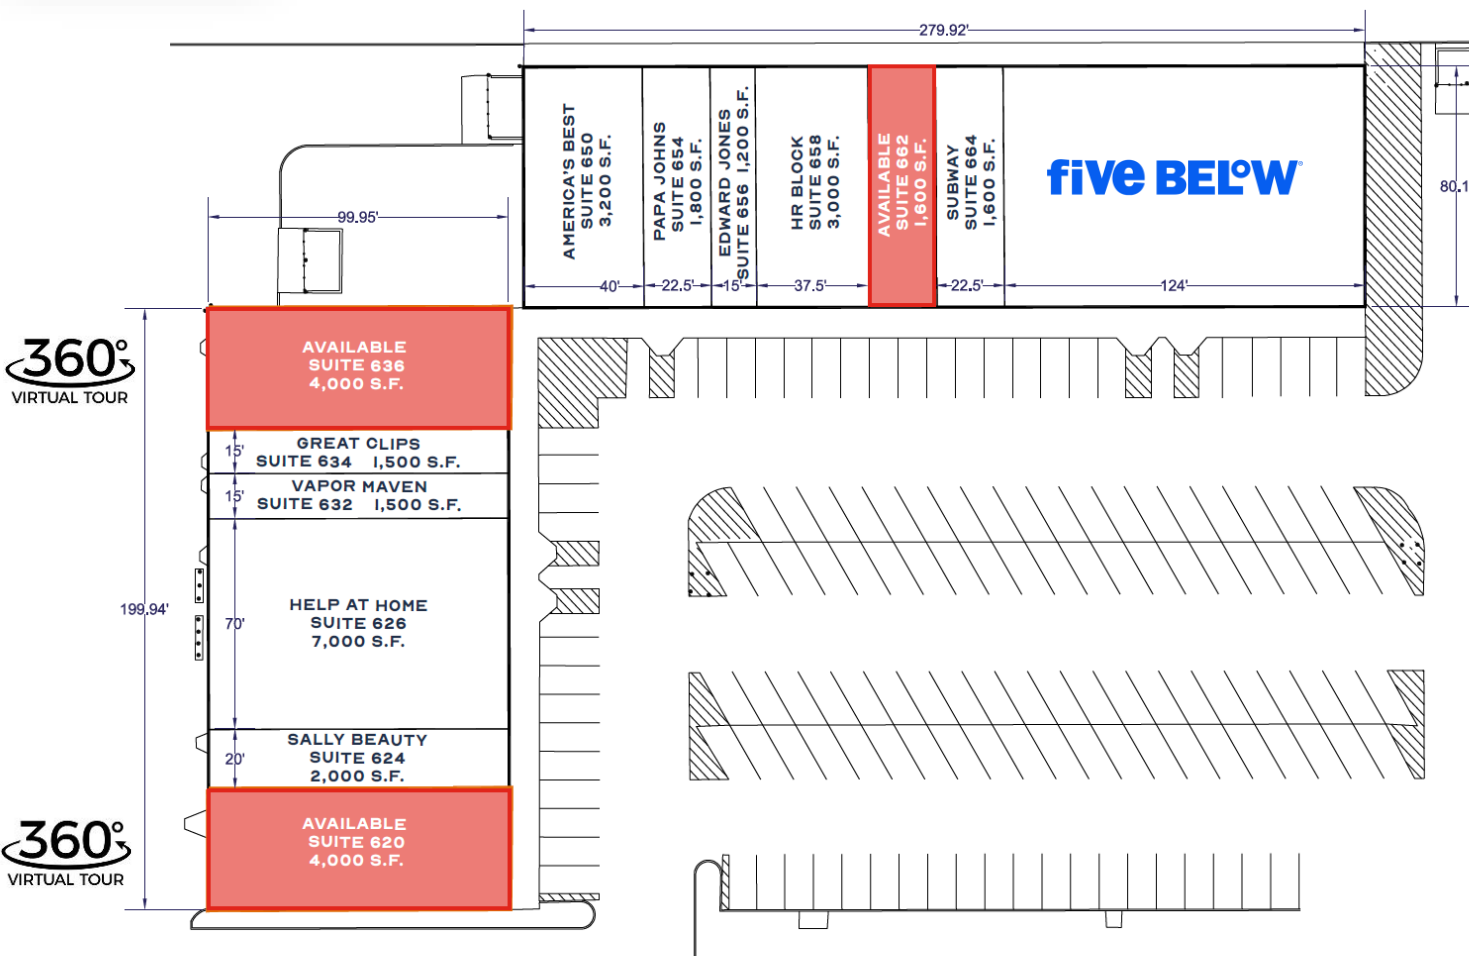 279.92'
AMERICA'S BEST
SUITE 650
3,200 S.F.
PAPA JOHNS
SUITE 654
1,800 S.F.
EDWARD JONES
SUITE 656 1,200 S.F.
HR BLOCK
SUITE 658
3,000 S.F.
AVAILABLE
SUITE 662
1,600 S.F.
SUBWAY
SUITE 664
1,600 S.F.
five BELOW
80.1
40'
22.5'
15'
37.5'
22.5'
124'
99.95'
360°
VIRTUAL TOUR
AVAILABLE
SUITE 636
4,000 S.F.
15'
GREAT CLIPS
SUITE 634 1,500 S.F.
15'
VAPOR MAVEN
SUITE 632 1,500 S.F.
199.94'
70'
HELP AT HOME
SUITE 626
7,000 S.F.
20'
SALLY BEAUTY
SUITE 624
2,000 S.F.
360°
VIRTUAL TOUR
AVAILABLE
SUITE 620
4,000 S.F.